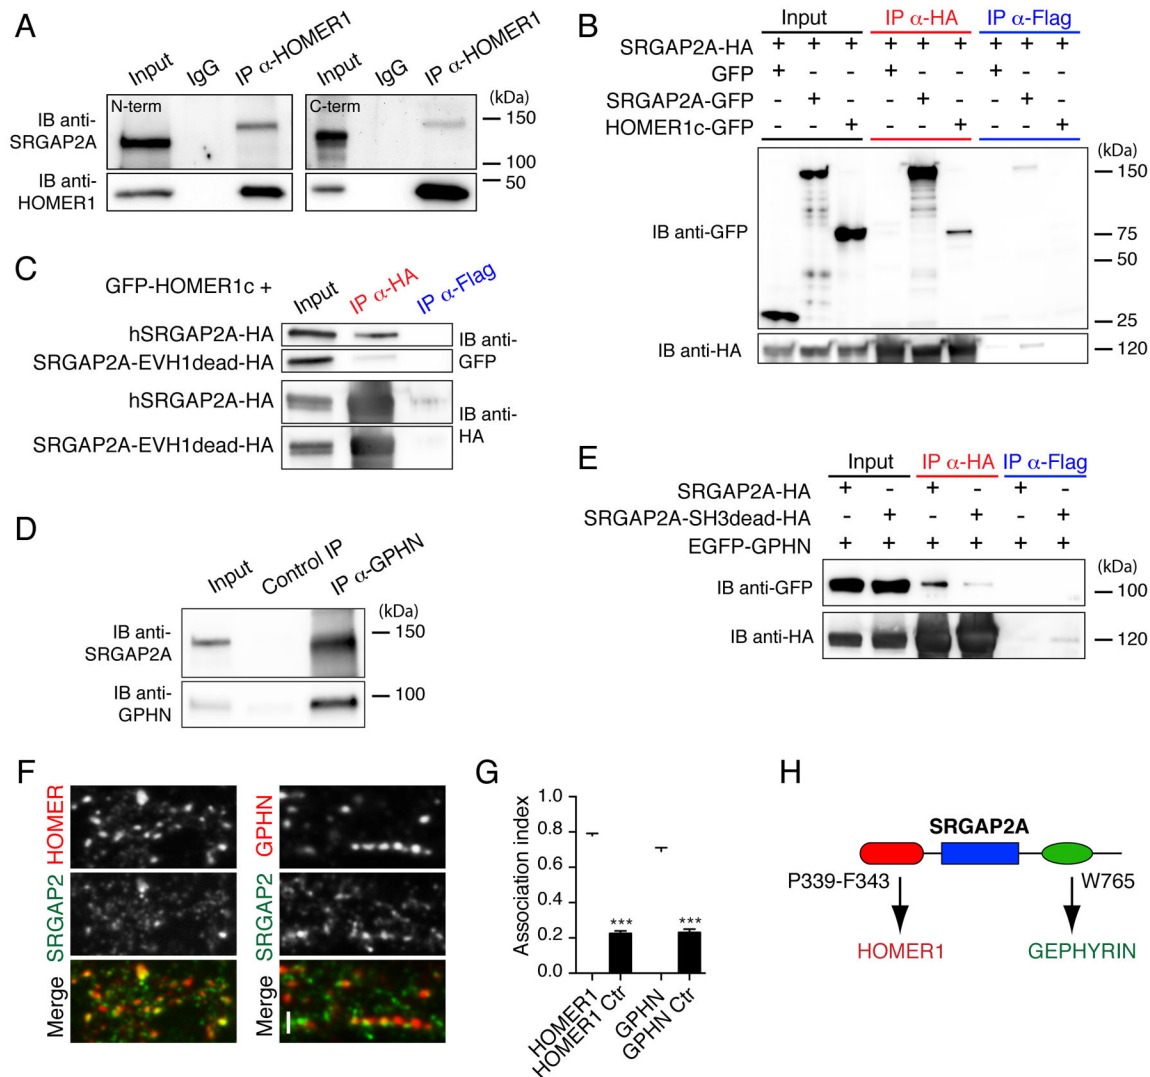 A
Input
IgG
IP α-HOMER1
Input
IgG
IP α-HOMER1
N-term
C-term
(kDa)
IB anti-
SRGAP2A
150
100
IB anti-
HOMER1
50
B
Input
IP α-HA
IP α-Flag
SRGAP2A-HA + + + + + + + + +
GFP + - - + - - + - -
SRGAP2A-GFP - + - - + - - + -
HOMER1c-GFP - - + - - + - - +
(kDa)
IB anti-GFP
150
75
50
25
IB anti-HA
120
C
GFP-HOMER1c +
Input
IP α-HA
IP α-Flag
hSRGAP2A-HA
SRGAP2A-EVH1dead-HA
IB anti-
GFP
hSRGAP2A-HA
SRGAP2A-EVH1dead-HA
IB anti-
HA
D
Input
Control IP
IP α-GPHN
(kDa)
IB anti-
SRGAP2A
150
IB anti-
GPHN
100
E
Input
IP α-HA
IP α-Flag
SRGAP2A-HA + - + - + -
SRGAP2A-SH3dead-HA - + - + - +
EGFP-GPHN + + + + + +
(kDa)
IB anti-GFP
100
IB anti-HA
120
F
HOMER
SRGAP2
Merge
GPHN
SRGAP2
Merge
G
Association index
1.0
0.8
0.6
0.4
0.2
0.0
***
***
HOMER1
HOMER1 Ctr
GPHN
GPHN Ctr
H
SRGAP2A
P339-F343
W765
HOMER1
GEPHYRIN